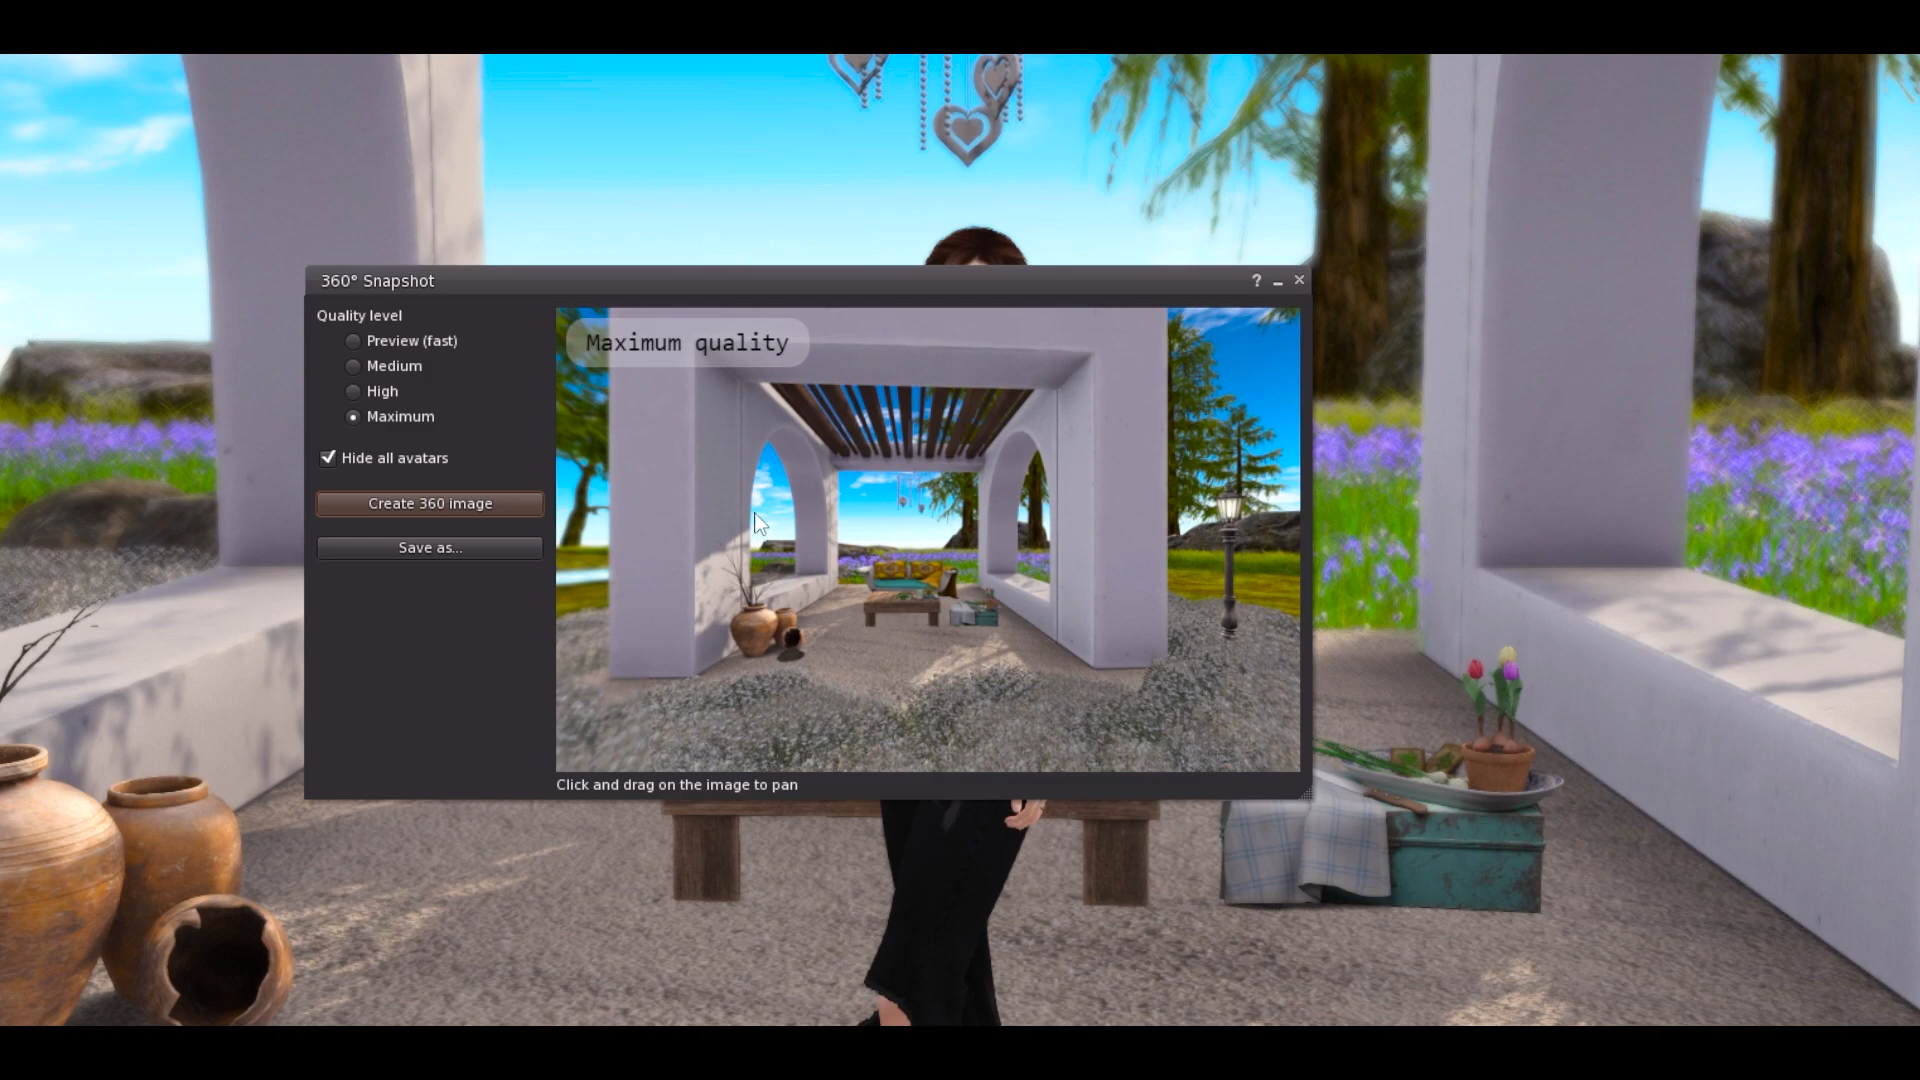 360° Snapshot
Quality level
Preview (fast)
Medium
High
Maximum
Hide all avatars
Create 360 image
Save as...
Maximum quality
Click and drag on the image to pan